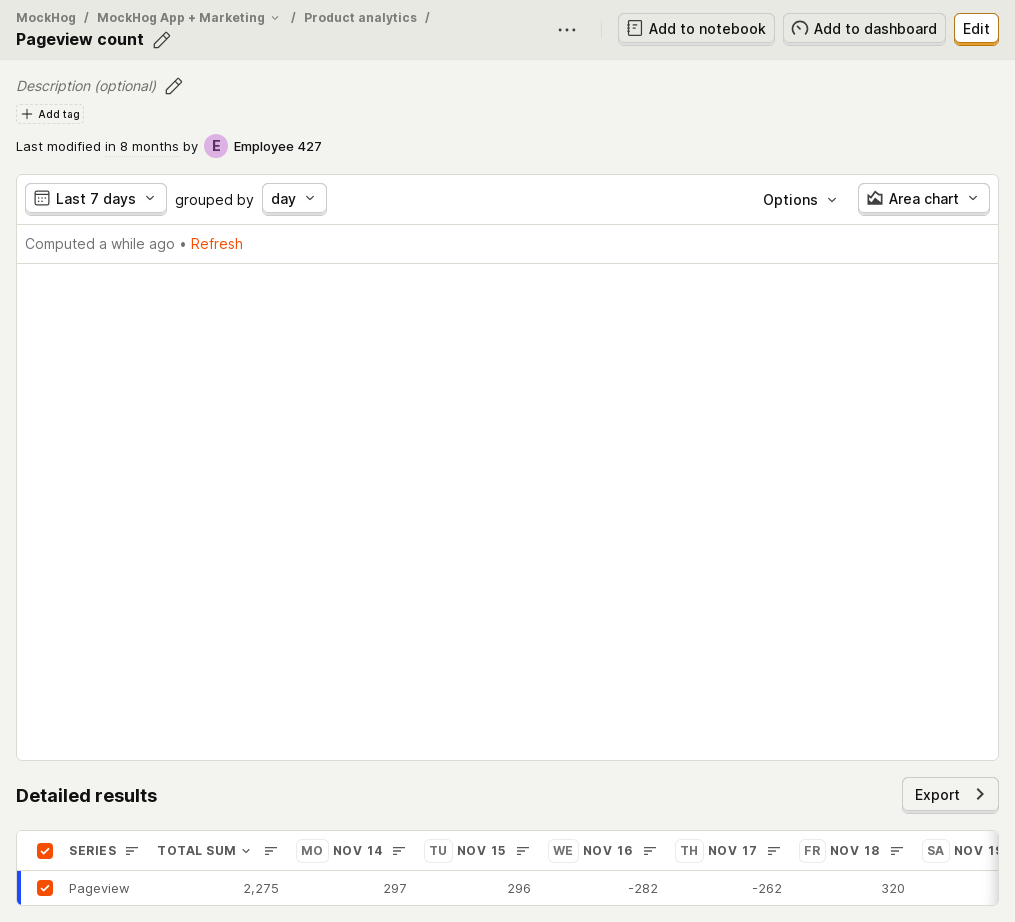 MockHog / MockHog App + Marketing / Product analytics /
Pageview count
Add to notebook
Add to dashboard
Edit
Description (optional)
Add tag
Last modified in 8 months by E Employee 427
Last 7 days grouped by day
Options
Area chart
Computed a while ago • Refresh
Detailed results
Export
SERIES TOTAL SUM MO NOV 14 TU NOV 15 WE NOV 16 TH NOV 17 FR NOV 18 SA NOV 19
Pageview 2,275 297 296 -282 -262 320